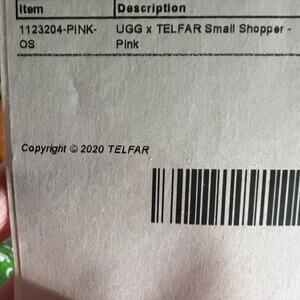 Item Description
1123204-PINK- UGG x TELFAR Small Shopper -
OS Pink
Copyright © 2020 TELFAR